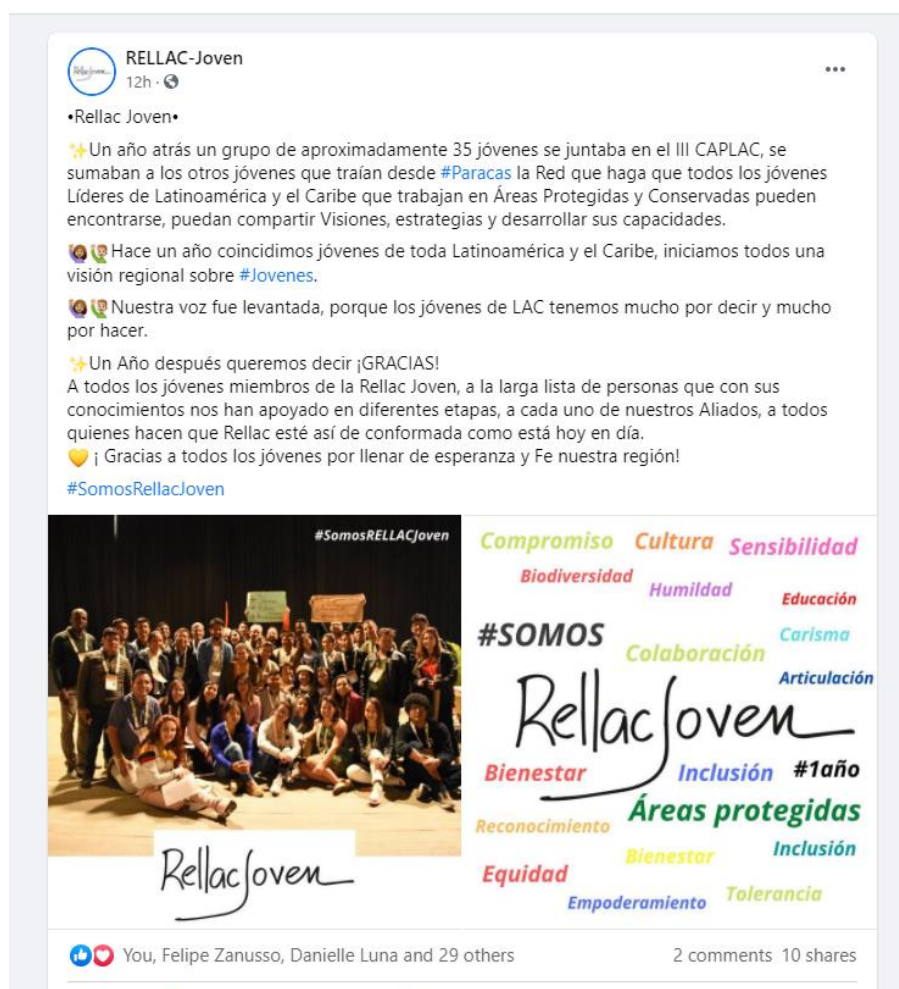 RELLAC-Joven
12h
•Rellac Joven•
✨Un año atrás un grupo de aproximadamente 35 jóvenes se juntaba en el III CAPLAC, se
sumaban a los otros jóvenes que traían desde #Paracas la Red que haga que todos los jóvenes
Líderes de Latinoamérica y el Caribe que trabajan en Áreas Protegidas y Conservadas pueden
encontrarse, puedan compartir Visiones, estrategias y desarrollar sus capacidades.
Hace un año coincidimos jóvenes de toda Latinoamérica y el Caribe, iniciamos todos una
visión regional sobre #Jovenes.
Nuestra voz fue levantada, porque los jóvenes de LAC tenemos mucho por decir y mucho
por hacer.
✨Un Año después queremos decir ¡GRACIAS!
A todos los jóvenes miembros de la Rellac Joven, a la larga lista de personas que con sus
conocimientos nos han apoyado en diferentes etapas, a cada uno de nuestros Aliados, a todos
quienes hacen que Rellac esté así de conformada como está hoy en día.
💛 ¡ Gracias a todos los jóvenes por llenar de esperanza y Fe nuestra región!
#SomosRellacJoven
#SomosRELLACJoven
Rellac Joven
Compromiso Cultura Sensibilidad
Biodiversidad Humildad Educación
#SOMOS Colaboración Carisma
Articulación
Rellac Joven
Bienestar Inclusión #1año
Áreas protegidas
Reconocimiento Bienestar Inclusión
Equidad
Empoderamiento Tolerancia
You, Felipe Zanusso, Danielle Luna and 29 others
2 comments 10 shares